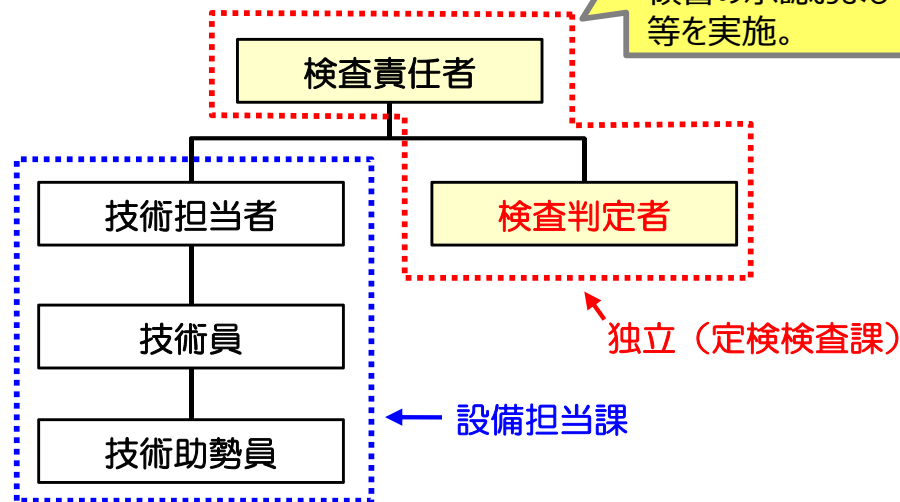 等を実施。
検査責任者
技術担当者
検査判定者
技術員
独立（定検検査課）
設備担当課
技術助勢員